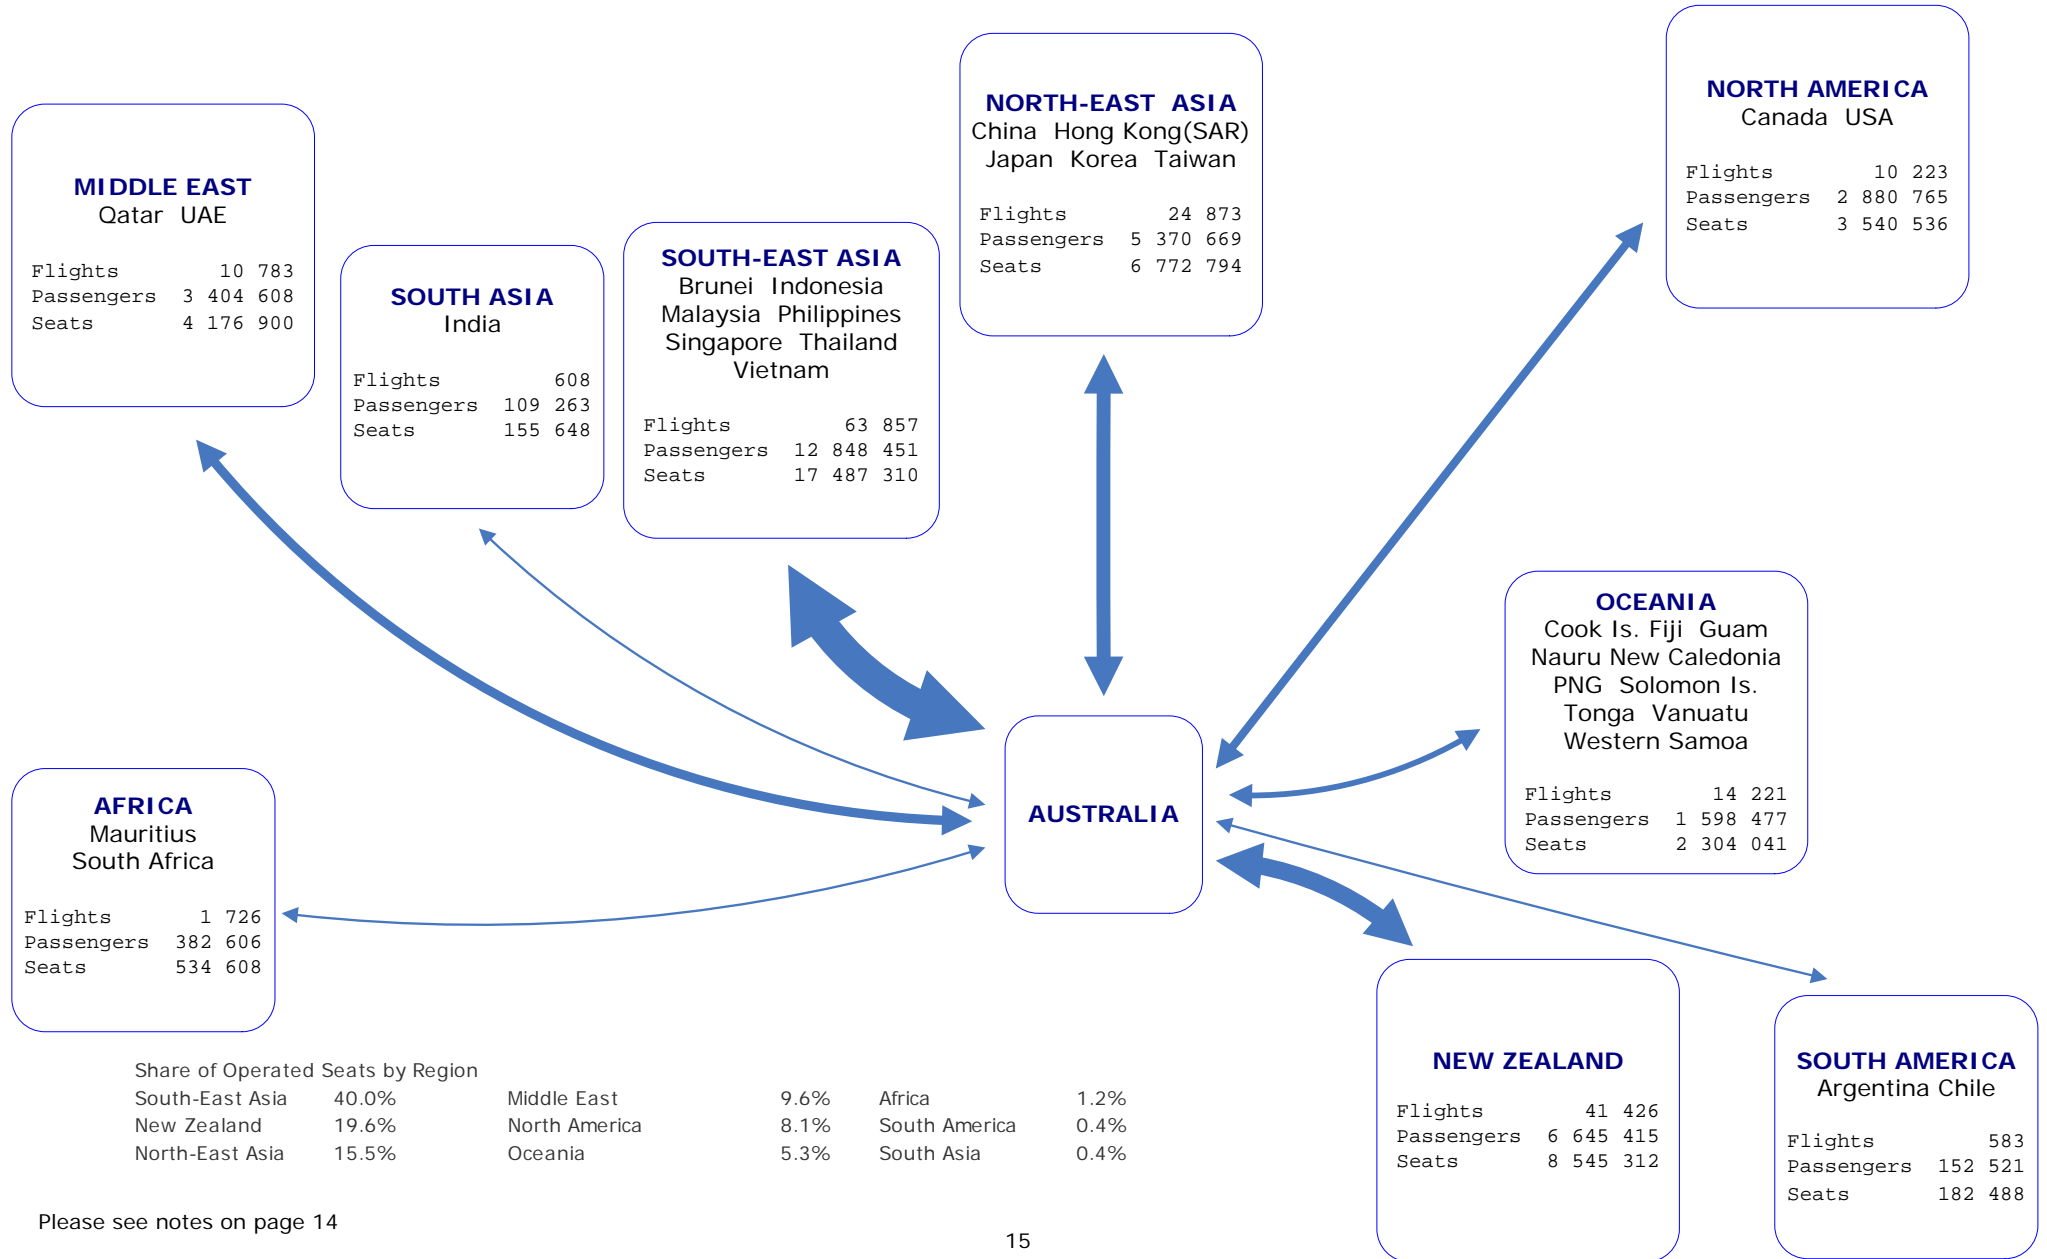 MIDDLE EAST
Qatar UAE
Flights 10 783
Passengers 3 404 608
Seats 4 176 900
SOUTH ASIA
India
Flights 608
Passengers 109 263
Seats 155 648
SOUTH-EAST ASIA
Brunei Indonesia
Malaysia Philippines
Singapore Thailand
Vietnam
Flights 63 857
Passengers 12 848 451
Seats 17 487 310
NORTH-EAST ASIA
China Hong Kong(SAR)
Japan Korea Taiwan
Flights 24 873
Passengers 5 370 669
Seats 6 772 794
NORTH AMERICA
Canada USA
Flights 10 223
Passengers 2 880 765
Seats 3 540 536
OCEANIA
Cook Is. Fiji Guam
Nauru New Caledonia
PNG Solomon Is.
Tonga Vanuatu
Western Samoa
Flights 14 221
Passengers 1 598 477
Seats 2 304 041
AUSTRALIA
AFRICA
Mauritius
South Africa
Flights 1 726
Passengers 382 606
Seats 534 608
NEW ZEALAND
Flights 41 426
Passengers 6 645 415
Seats 8 545 312
SOUTH AMERICA
Argentina Chile
Flights 583
Passengers 152 521
Seats 182 488
Share of Operated Seats by Region
South-East Asia 40.0% Middle East 9.6% Africa 1.2%
New Zealand 19.6% North America 8.1% South America 0.4%
North-East Asia 15.5% Oceania 5.3% South Asia 0.4%
Please see notes on page 14
15